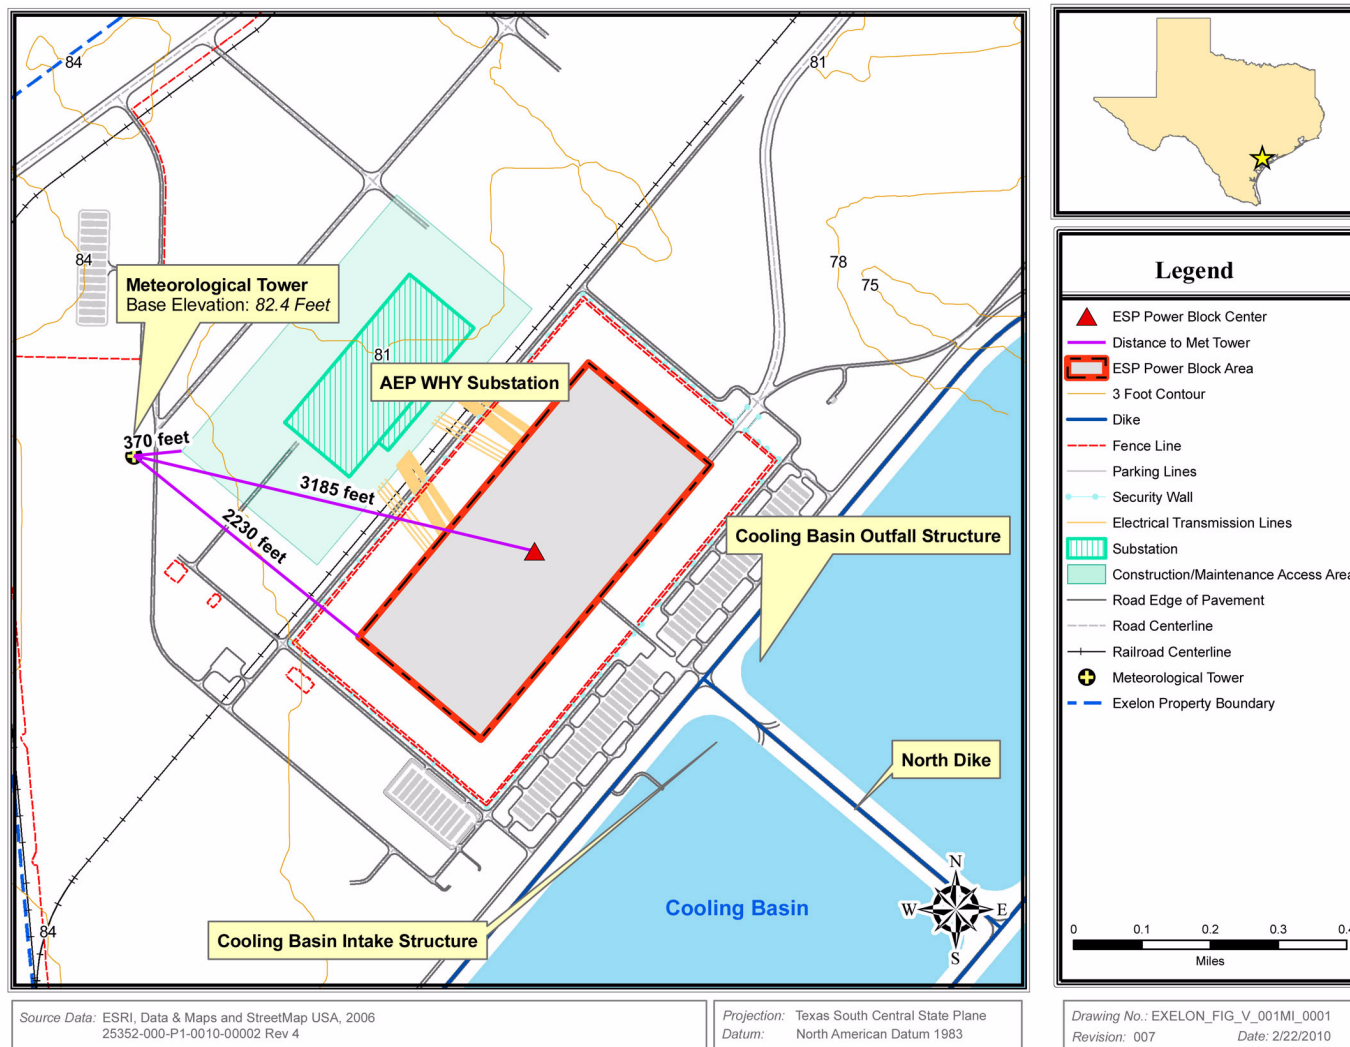 84
81
84
Meteorological Tower
Base Elevation: 82.4 Feet
78
75
81
AEP WHY Substation
370 feet
3185 feet
2230 feet
Cooling Basin Outfall Structure
North Dike
Cooling Basin
Cooling Basin Intake Structure
84
N
W
E
S
Legend
ESP Power Block Center
Distance to Met Tower
ESP Power Block Area
3 Foot Contour
Dike
Fence Line
Parking Lines
Security Wall
Electrical Transmission Lines
Substation
Construction/Maintenance Access Area
Road Edge of Pavement
Road Centerline
Railroad Centerline
Meteorological Tower
Exelon Property Boundary
0 0.1 0.2 0.3 0.4
Miles
Source Data: ESRI, Data & Maps and StreetMap USA, 2006
25352-000-P1-0010-00002 Rev 4
Projection: Texas South Central State Plane
Datum: North American Datum 1983
Drawing No.: EXELON_FIG_V_001MI_0001
Revision: 007 Date: 2/22/2010